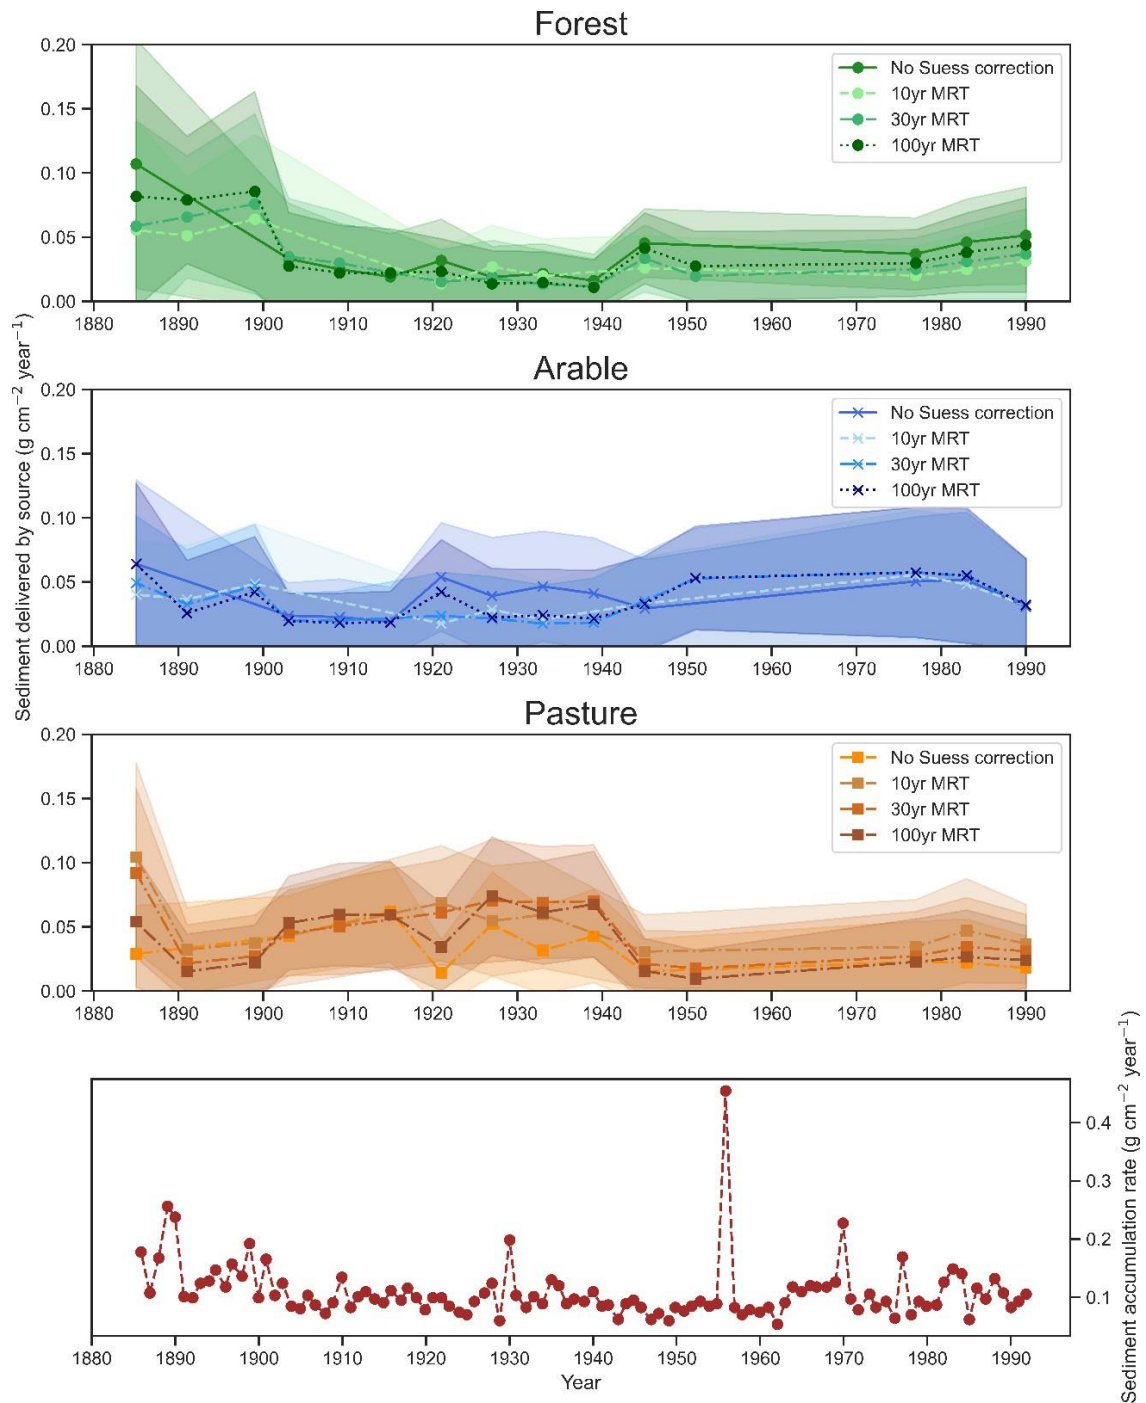 Forest
0.20
0.15
0.10
0.05
0.00
No Suess correction
10yr MRT
30yr MRT
100yr MRT
1880 1890 1900 1910 1920 1930 1940 1950 1960 1970 1980 1990
Sediment delivered by source (g cm⁻² year⁻¹)
Arable
0.20
0.15
0.10
0.05
0.00
No Suess correction
10yr MRT
30yr MRT
100yr MRT
1880 1890 1900 1910 1920 1930 1940 1950 1960 1970 1980 1990
Pasture
0.20
0.15
0.10
0.05
0.00
No Suess correction
10yr MRT
30yr MRT
100yr MRT
1880 1890 1900 1910 1920 1930 1940 1950 1960 1970 1980 1990
0.4
0.3
0.2
0.1
Sediment accumulation rate (g cm⁻² year⁻¹)
1880 1890 1900 1910 1920 1930 1940 1950 1960 1970 1980 1990
Year